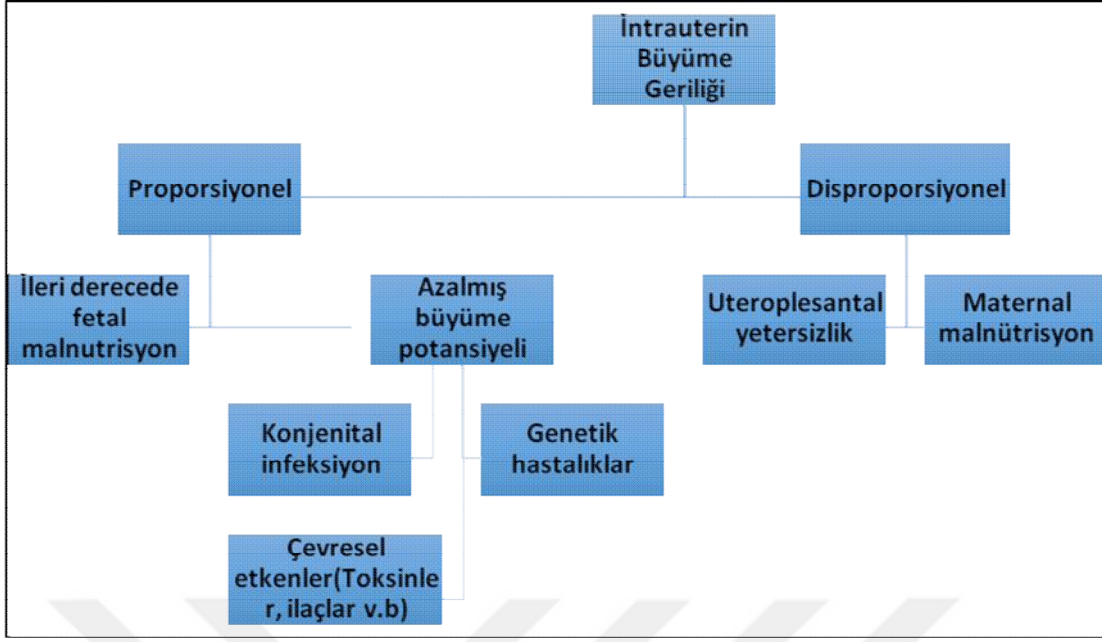 İntrauterin
Büyüme
Geriliği
Proporsiyonel
Disproporsiyonel
İleri derecede
fetal
malnutrisyon
Azalmış
büyüme
potansiyeli
Uteroplesantal
yetersizlik
Maternal
malnütrisyon
Konjenital
infeksiyon
Genetik
hastalıklar
Çevresel
etkenler(Toksinle
r, ilaçlar v.b)